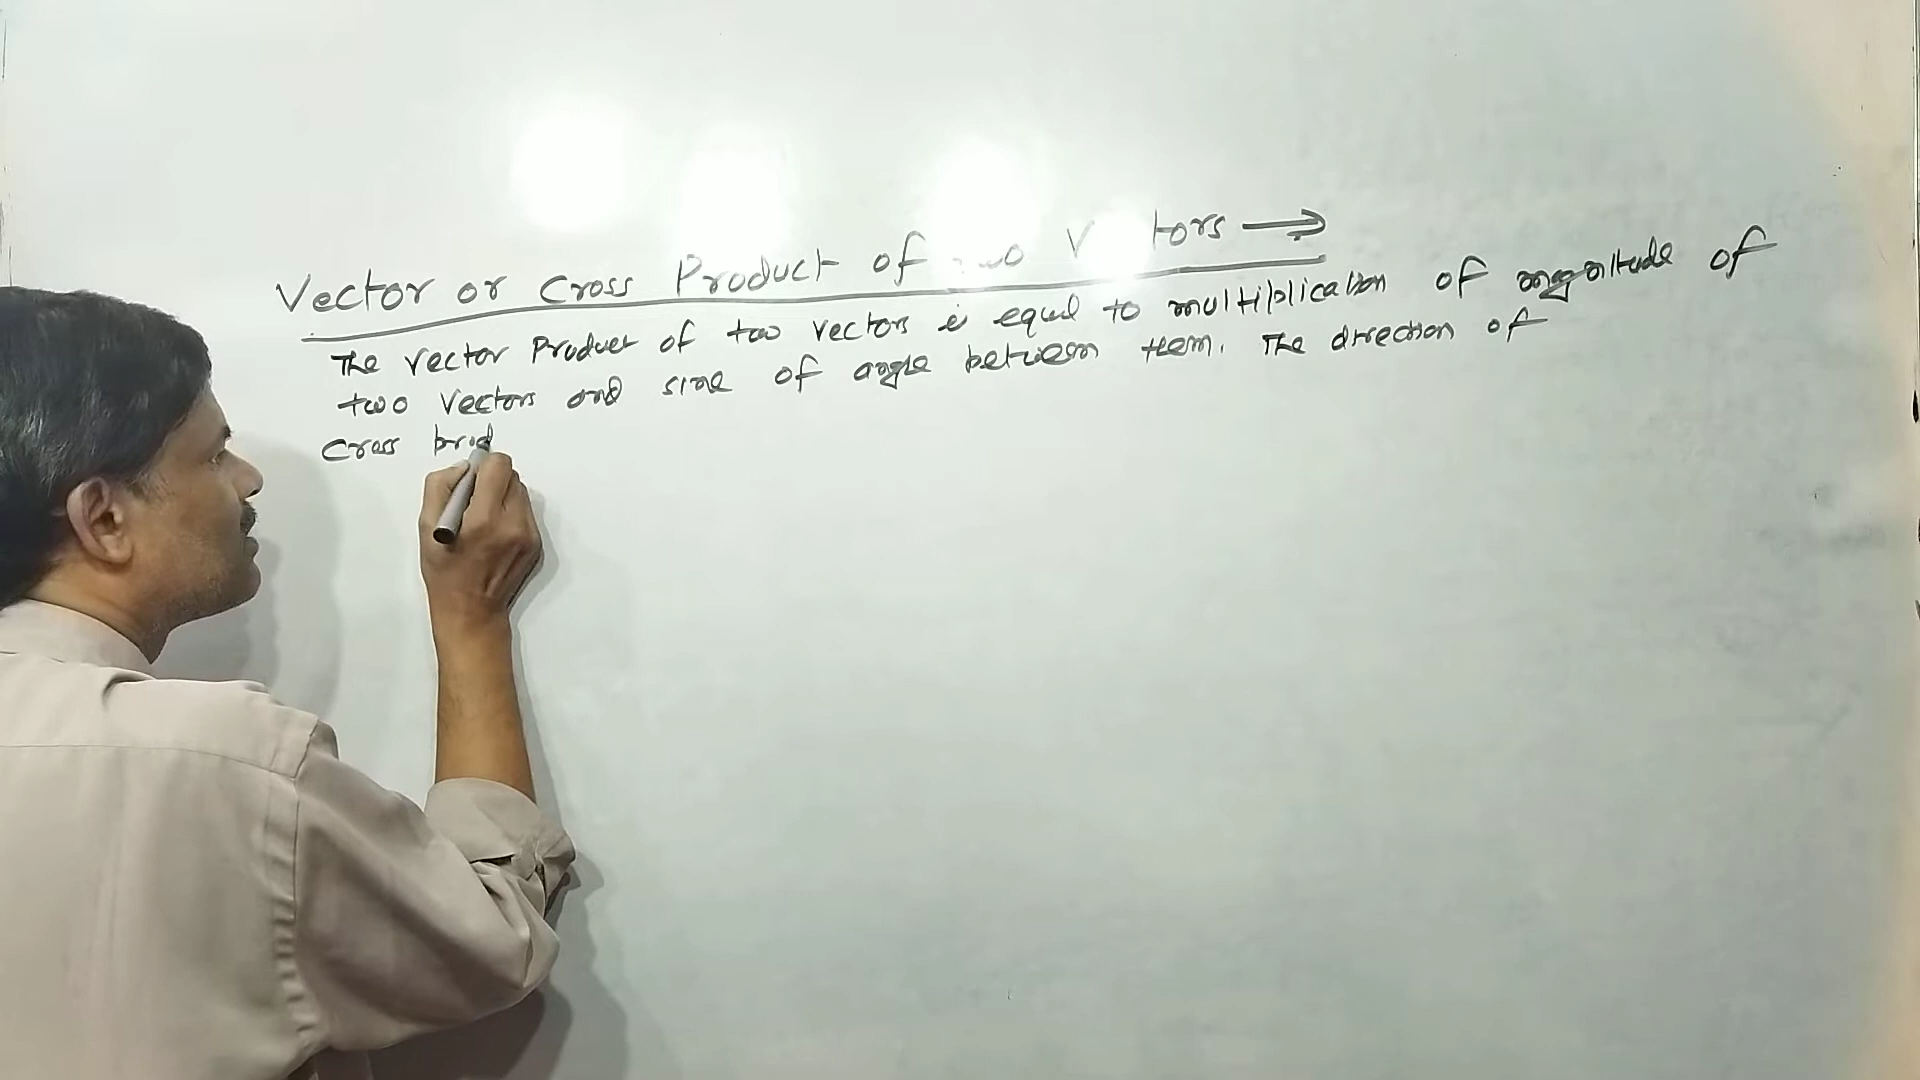 Vector or Cross Product of two Vectors →
The vector Product of two vectors is equal to multiplication of magnitude of
two vectors and sine of angle between them. The direction of
cross prod